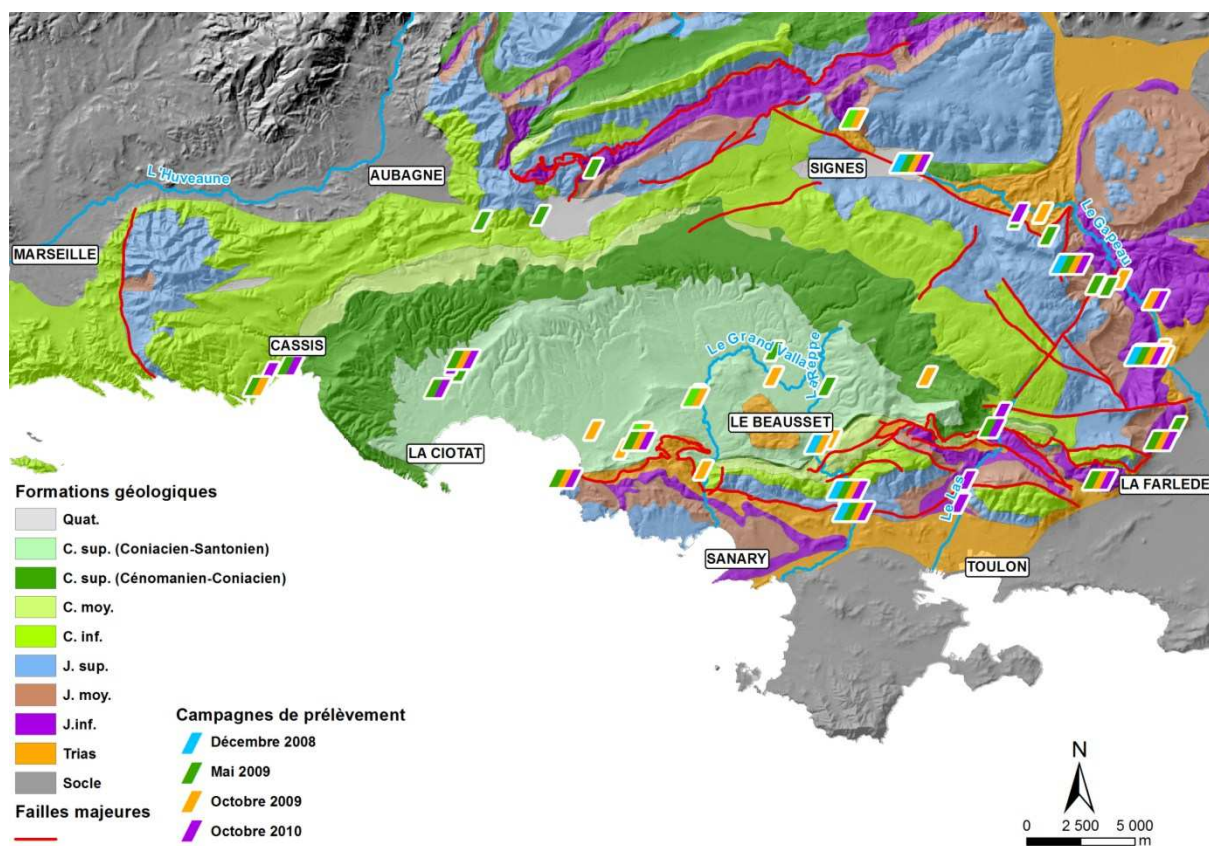 SIGNES
AUBAGNE
L'Huveaune
Le Gapeau
MARSEILLE
CASSIS
Le Grand Valla
La Reppe
LE BEAUSSET
LA CIOTAT
LA FARLEDE
Le Las
SANARY
TOULON
Formations géologiques
Quat.
C. sup. (Coniacien-Santonien)
C. sup. (Cénomanien-Coniacien)
C. moy.
C. inf.
J. sup.
J. moy.
J.inf.
Trias
Socle
Failles majeures
Campagnes de prélèvement
Décembre 2008
Mai 2009
Octobre 2009
Octobre 2010
N
0 2 500 5 000
m